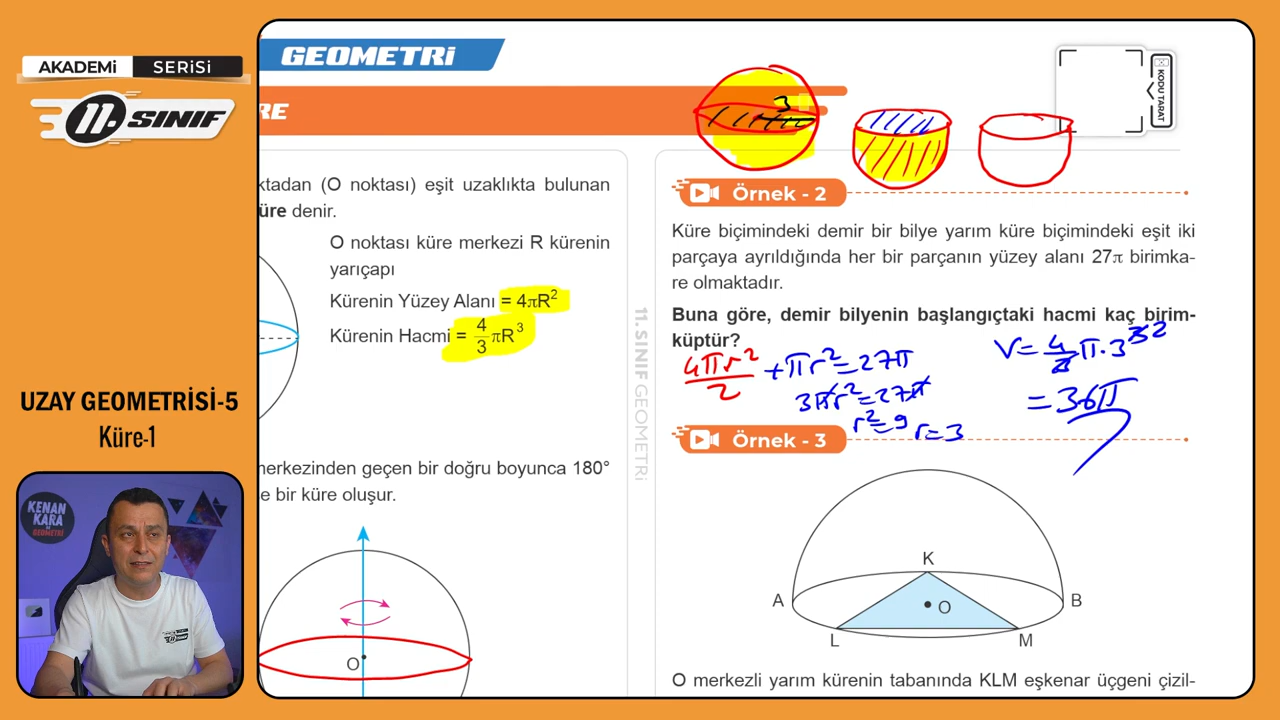 AKADEMİ SERİSİ
11. SINIF
UZAY GEOMETRİSİ-5
Küre-1
KENAN
KARA
GEOMETRİ
GEOMETRİ
RE
KODU TARAT
ktadan (O noktası) eşit uzaklıkta bulunan
üre denir.
O noktası küre merkezi R kürenin
yarıçapı
Kürenin Yüzey Alanı = 4πR²
Kürenin Hacmi = 4/3 πR³
merkezinden geçen bir doğru boyunca 180°
e bir küre oluşur.
O
11. SINIF GEOMETRİ
3
Örnek - 2
Küre biçimindeki demir bir bilye yarım küre biçimindeki eşit iki
parçaya ayrıldığında her bir parçanın yüzey alanı 27π birimka-
re olmaktadır.
Buna göre, demir bilyenin başlangıçtaki hacmi kaç birim-
küptür?
4πr²/2 + πr² = 27π
3πr² = 27π
r² = 9 r = 3
V = 4/3 π · 3³ ²
= 36π
Örnek - 3
K
A O B
L M
O merkezli yarım kürenin tabanında KLM eşkenar üçgeni çizil-